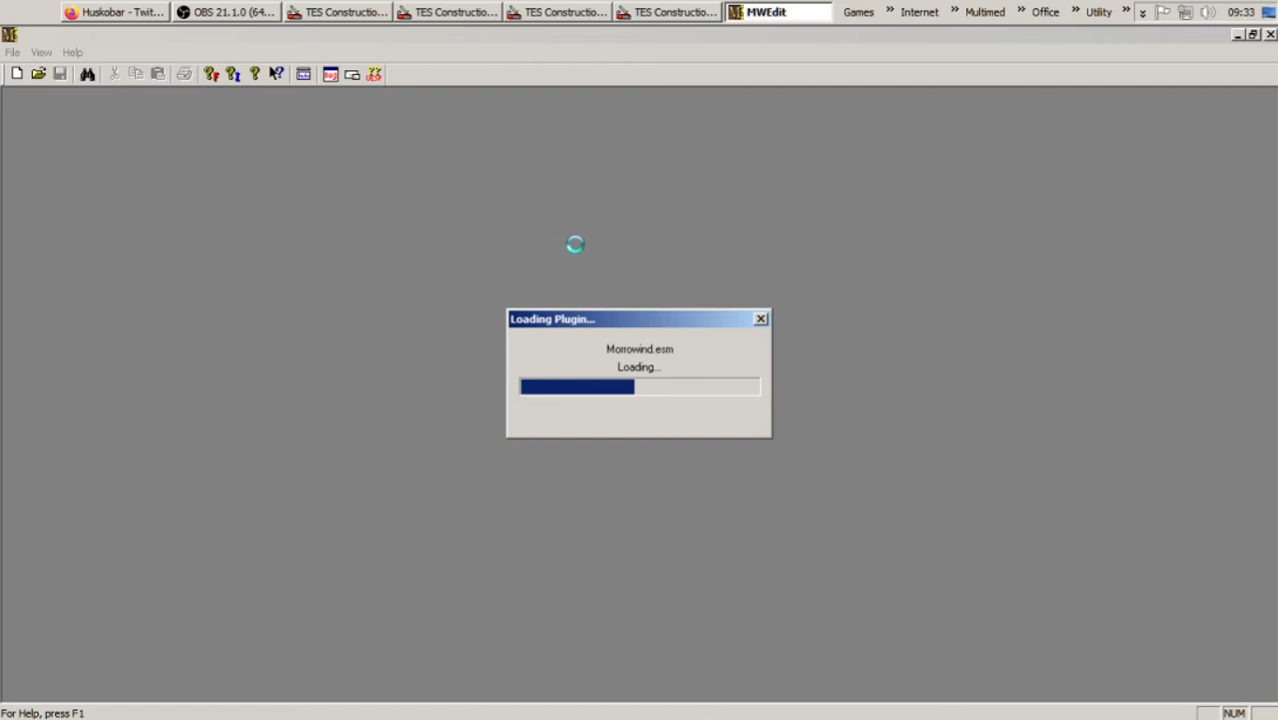 Huskobar - Twit... OBS 21.1.0 (64... TES Constructio... TES Constructio... TES Constructio... TES Constructio... MWEdit Games » Internet » Multimed » Office » Utility » 09:33
File View Help
Loading Plugin...
Morrowind.esm
Loading...
For Help, press F1 NUM